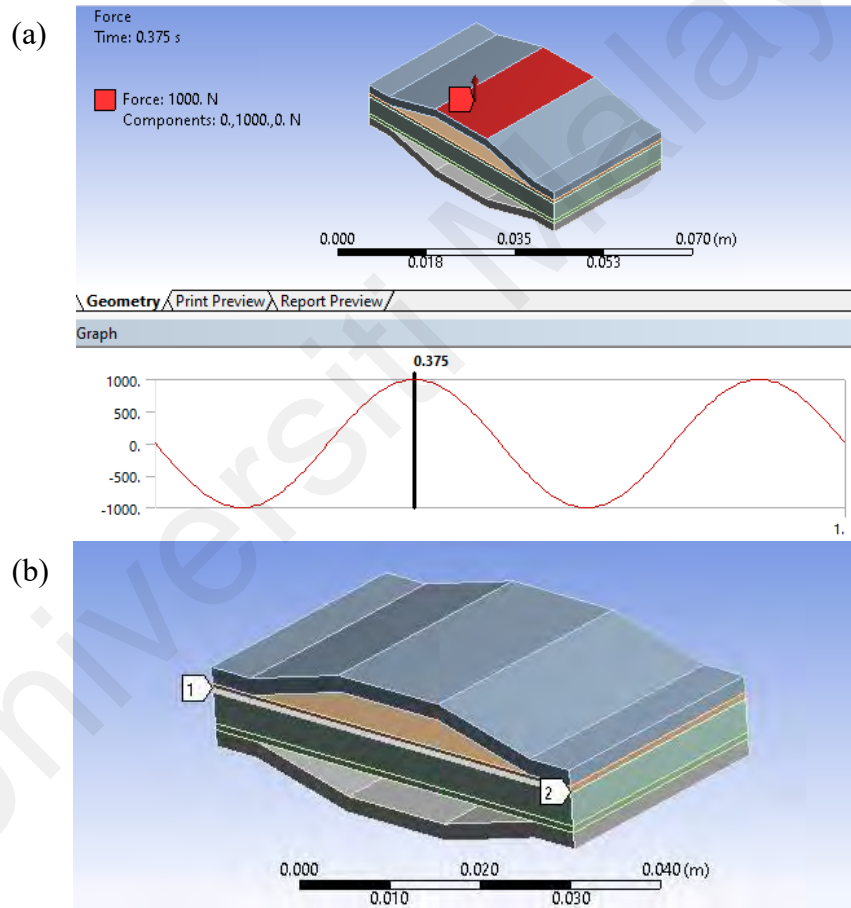 (a)
Force
Time: 0.375 s
Force: 1000. N
Components: 0.,1000.,0. N
0.000
0.035
0.070 (m)
0.018
0.053
Geometry Print Preview Report Preview
Graph
0.375
1000.
500.
0.
-500.
-1000.
1.
(b)
1
2
0.000
0.020
0.040 (m)
0.010
0.030
Universiti Malay